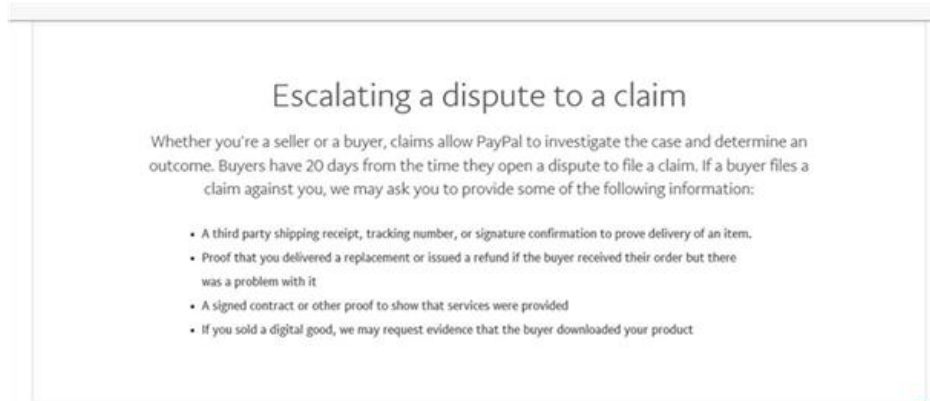 Escalating a dispute to a claim
Whether you're a seller or a buyer, claims allow PayPal to investigate the case and determine an
outcome. Buyers have 20 days from the time they open a dispute to file a claim. If a buyer files a
claim against you, we may ask you to provide some of the following information:
• A third party shipping receipt, tracking number, or signature confirmation to prove delivery of an item.
• Proof that you delivered a replacement or issued a refund if the buyer received their order but there
was a problem with it
• A signed contract or other proof to show that services were provided
• If you sold a digital good, we may request evidence that the buyer downloaded your product